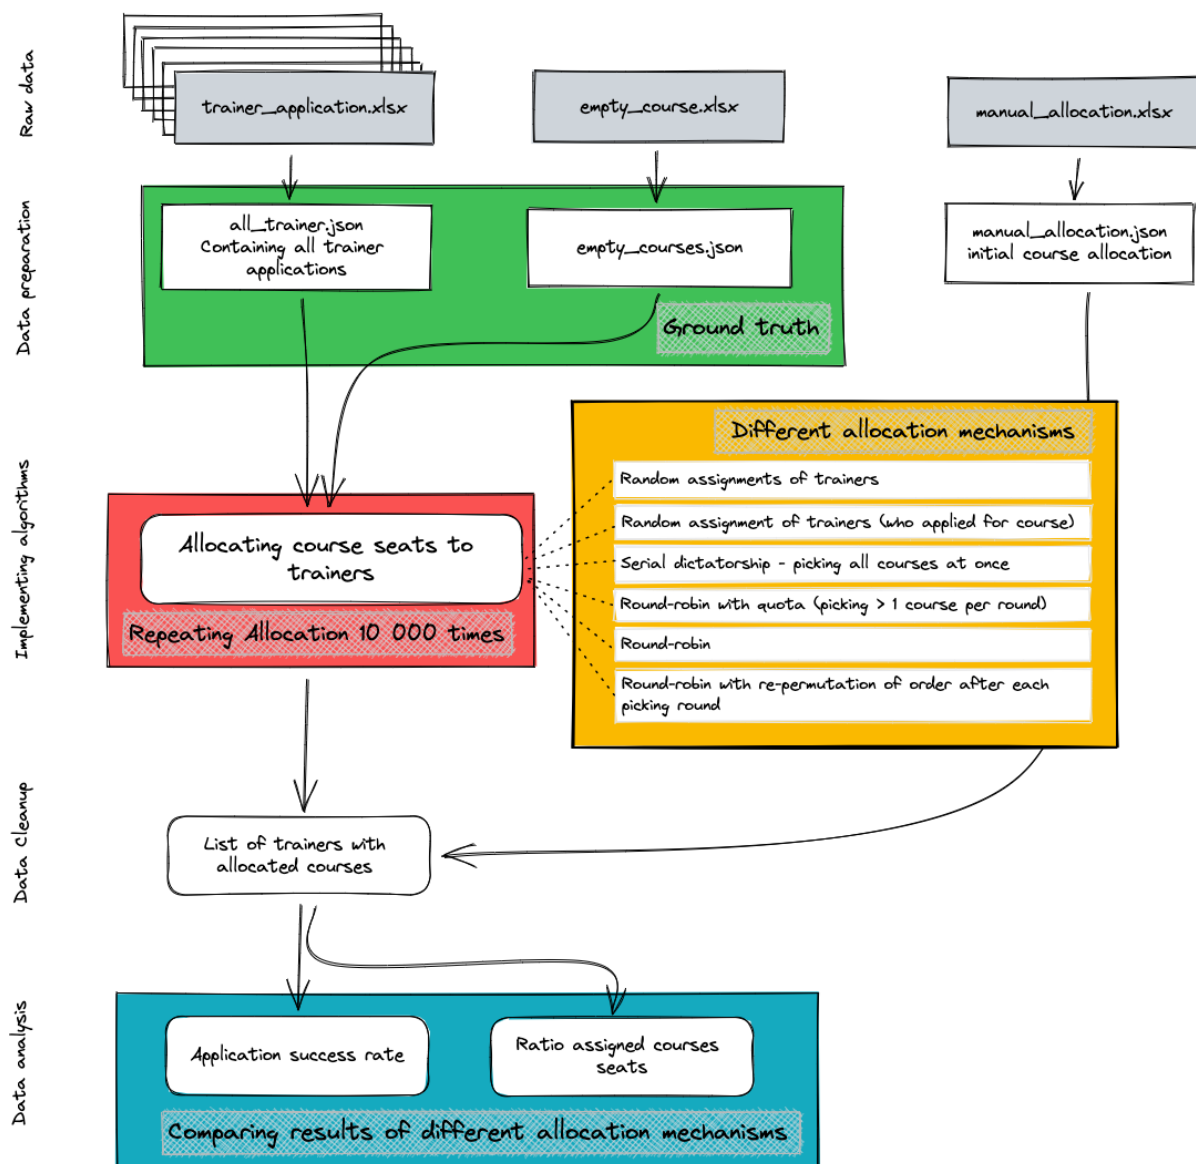 Raw data
trainer_application.xlsx
empty_course.xlsx
manual_allocation.xlsx
Data preparation
all_trainer.json
Containing all trainer
applications
empty_courses.json
manual_allocation.json
initial course allocation
Ground truth
Implementing algorithms
Different allocation mechanisms
Random assignments of trainers
Random assignment of trainers (who applied for course)
Serial dictatorship - picking all courses at once
Round-robin with quota (picking > 1 course per round)
Round-robin
Round-robin with re-permutation of order after each
picking round
Allocating course seats to
trainers
Repeating Allocation 10 000 times
Data Cleanup
List of trainers with
allocated courses
Data analysis
Application success rate
Ratio assigned courses
seats
Comparing results of different allocation mechanisms